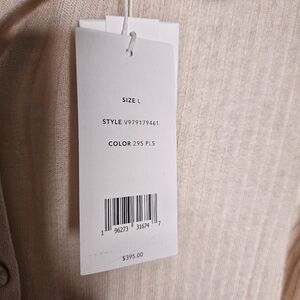 SIZE L
STYLE V979179461
COLOR 295 PLS
1 96273 31674 7
$395.00